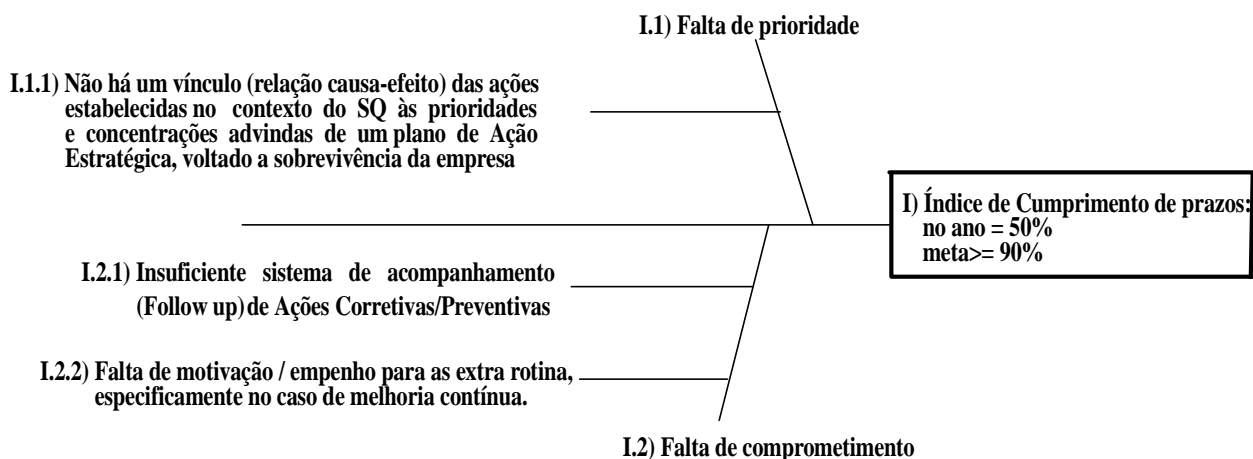 I.1) Falta de prioridade
I.1.1) Não há um vínculo (relação causa-efeito) das ações
estabelecidas no contexto do SQ às prioridades
e concentrações advindas de um plano de Ação
Estratégica, voltado a sobrevivência da empresa
I) Índice de Cumprimento de prazos:
no ano = 50%
meta>= 90%
I.2.1) Insuficiente sistema de acompanhamento
(Follow up) de Ações Corretivas/Preventivas
I.2.2) Falta de motivação / empenho para as extra rotina,
especificamente no caso de melhoria contínua.
I.2) Falta de comprometimento